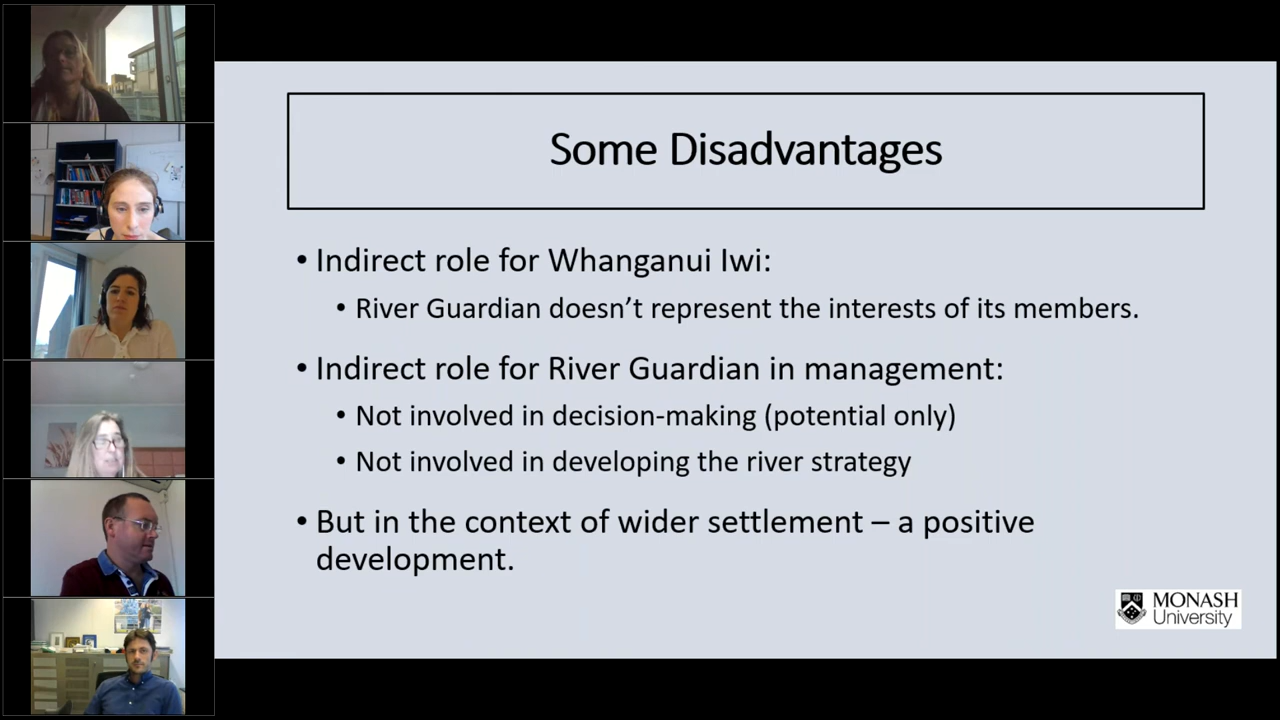 Some Disadvantages
• Indirect role for Whanganui Iwi:
• River Guardian doesn’t represent the interests of its members.
• Indirect role for River Guardian in management:
• Not involved in decision-making (potential only)
• Not involved in developing the river strategy
• But in the context of wider settlement – a positive
development.
MONASH
University